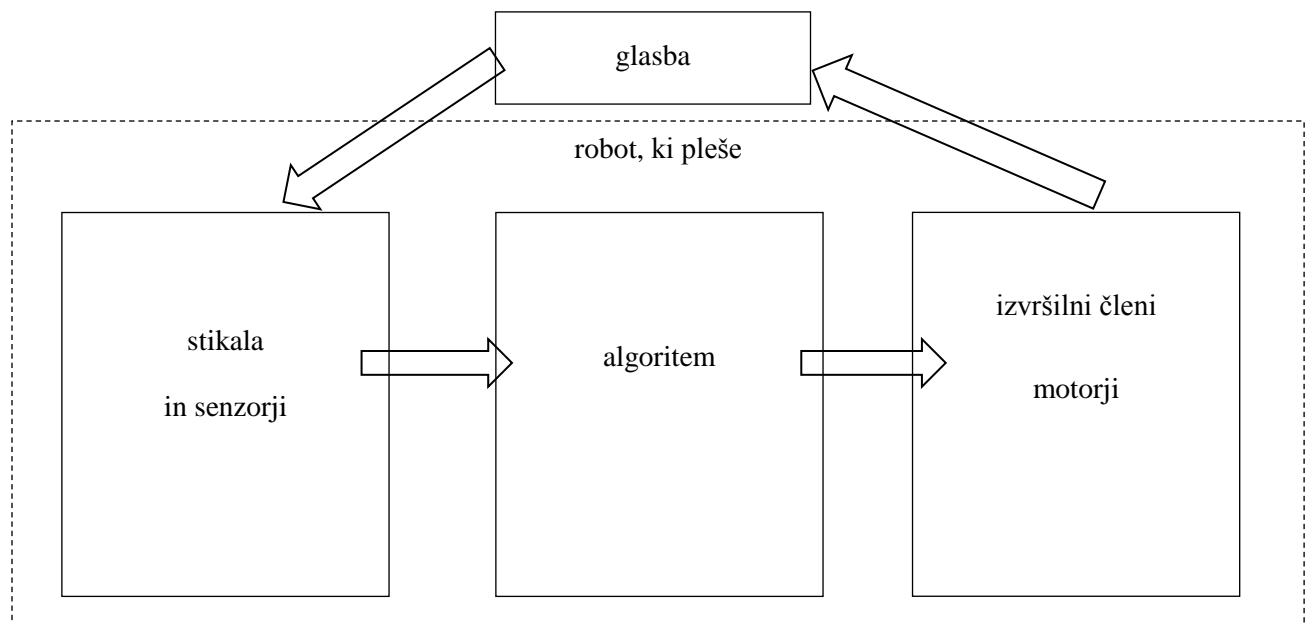 glasba
robot, ki pleše
stikala
in senzorji
algoritem
izvršilni členi
motorji